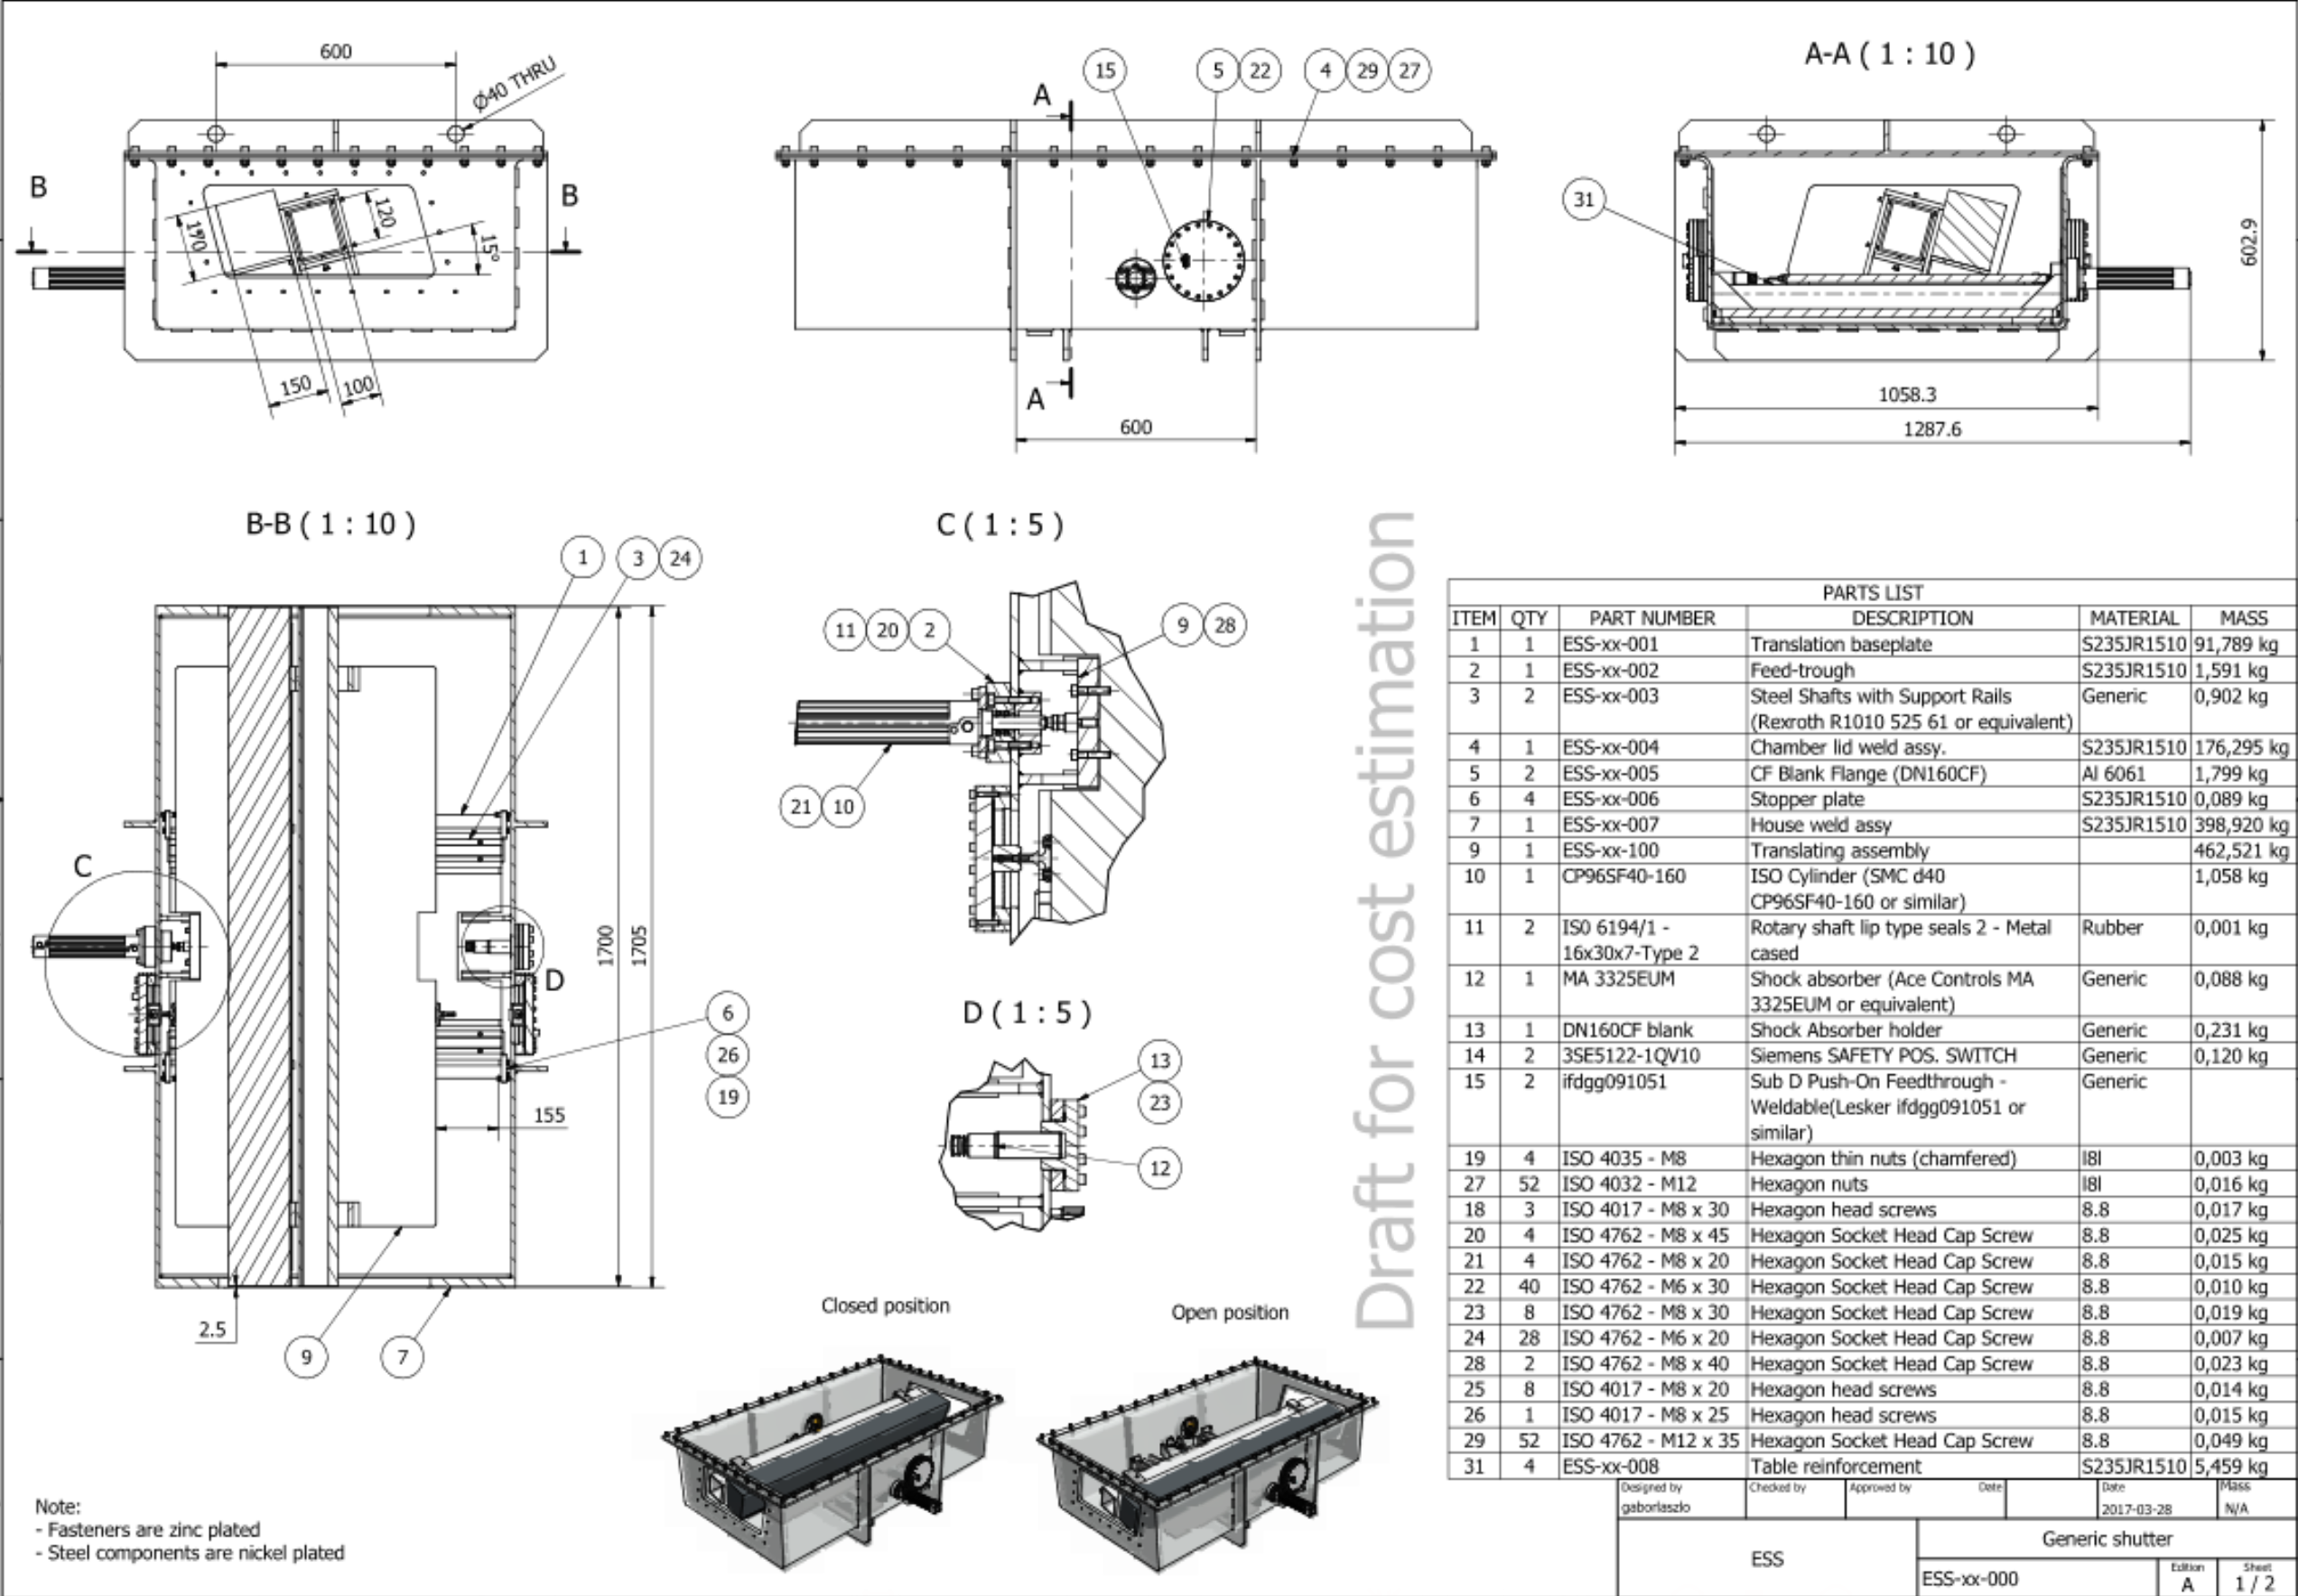 600
Ø40 THRU
B
B
170
120
15°
150
100
A
15
5
22
4
29
27
A
600
A-A ( 1 : 10 )
31
602.9
1058.3
1287.6
B-B ( 1 : 10 )
1
3
24
C
D
1700
1705
6
26
19
155
2.5
9
7
C ( 1 : 5 )
11
20
2
9
28
21
10
D ( 1 : 5 )
13
23
12
Draft for cost estimation
PARTS LIST
ITEM QTY PART NUMBER DESCRIPTION MATERIAL MASS
1 1 ESS-xx-001 Translation baseplate S235JR1510 91,789 kg
2 1 ESS-xx-002 Feed-trough S235JR1510 1,591 kg
3 2 ESS-xx-003 Steel Shafts with Support Rails Generic 0,902 kg
(Rexroth R1010 525 61 or equivalent)
4 1 ESS-xx-004 Chamber lid weld assy. S235JR1510 176,295 kg
5 2 ESS-xx-005 CF Blank Flange (DN160CF) Al 6061 1,799 kg
6 4 ESS-xx-006 Stopper plate S235JR1510 0,089 kg
7 1 ESS-xx-007 House weld assy S235JR1510 398,920 kg
9 1 ESS-xx-100 Translating assembly 462,521 kg
10 1 CP96SF40-160 ISO Cylinder (SMC d40 1,058 kg
CP96SF40-160 or similar)
11 2 IS0 6194/1 - Rotary shaft lip type seals 2 - Metal Rubber 0,001 kg
16x30x7-Type 2 cased
12 1 MA 3325EUM Shock absorber (Ace Controls MA Generic 0,088 kg
3325EUM or equivalent)
13 1 DN160CF blank Shock Absorber holder Generic 0,231 kg
14 2 3SE5122-1QV10 Siemens SAFETY POS. SWITCH Generic 0,120 kg
15 2 ifdgg091051 Sub D Push-On Feedthrough - Generic
Weldable(Lesker ifdgg091051 or
similar)
19 4 ISO 4035 - M8 Hexagon thin nuts (chamfered) |8| 0,003 kg
27 52 ISO 4032 - M12 Hexagon nuts |8| 0,016 kg
18 3 ISO 4017 - M8 x 30 Hexagon head screws 8.8 0,017 kg
20 4 ISO 4762 - M8 x 45 Hexagon Socket Head Cap Screw 8.8 0,025 kg
21 4 ISO 4762 - M8 x 20 Hexagon Socket Head Cap Screw 8.8 0,015 kg
22 40 ISO 4762 - M6 x 30 Hexagon Socket Head Cap Screw 8.8 0,010 kg
23 8 ISO 4762 - M8 x 30 Hexagon Socket Head Cap Screw 8.8 0,019 kg
24 28 ISO 4762 - M6 x 20 Hexagon Socket Head Cap Screw 8.8 0,007 kg
28 2 ISO 4762 - M8 x 40 Hexagon Socket Head Cap Screw 8.8 0,023 kg
25 8 ISO 4017 - M8 x 20 Hexagon head screws 8.8 0,014 kg
26 1 ISO 4017 - M8 x 25 Hexagon head screws 8.8 0,015 kg
29 52 ISO 4762 - M12 x 35 Hexagon Socket Head Cap Screw 8.8 0,049 kg
31 4 ESS-xx-008 Table reinforcement S235JR1510 5,459 kg
Closed position
Open position
Note:
- Fasteners are zinc plated
- Steel components are nickel plated
Designed by Checked by Approved by Date Date Mass
gaborlaszlo 2017-03-28 N/A
ESS
Generic shutter
ESS-xx-000
Edition
A
Sheet
1 / 2